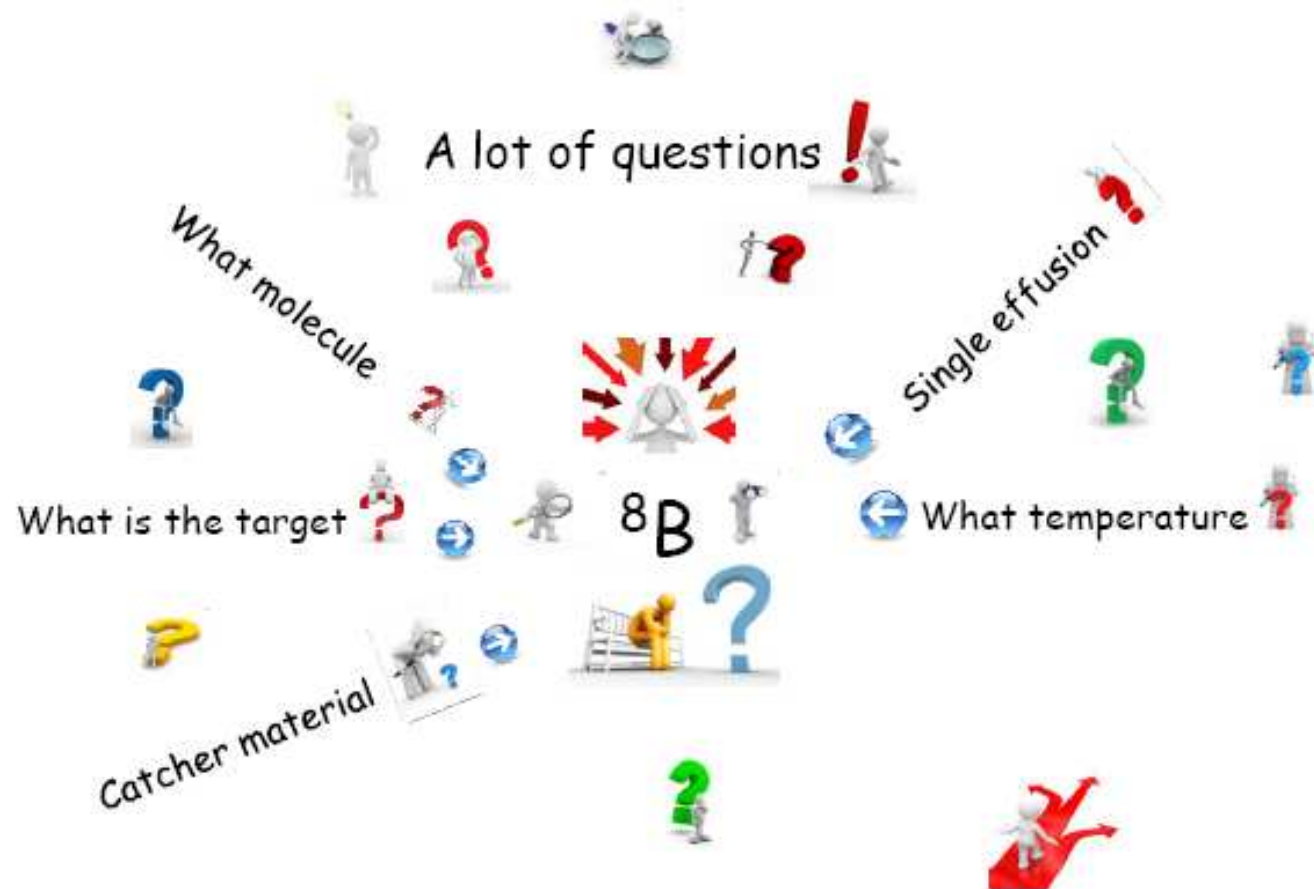 A lot of questions
What molecule
Single effusion
What is the target
⁸B
What temperature
Catcher material